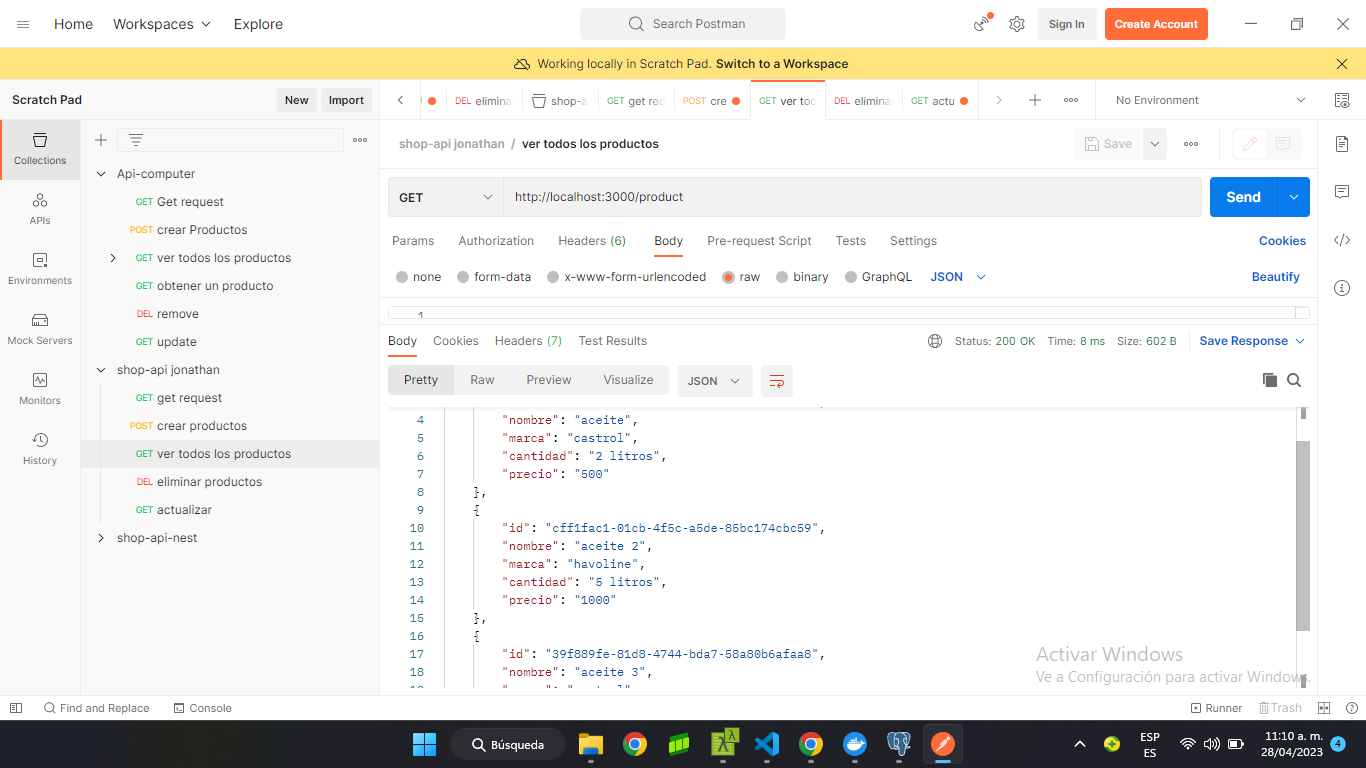 Home Workspaces Explore Search Postman Sign In Create Account
Working locally in Scratch Pad. Switch to a Workspace
Scratch Pad New Import DEL elimina shop-a GET get req POST cre GET ver tod DEL elimina GET actu No Environment
Collections
APIs
Environments
Mock Servers
Monitors
History
Api-computer
GET Get request
POST crear Productos
GET ver todos los productos
GET obtener un producto
DEL remove
GET update
shop-api jonathan
GET get request
POST crear productos
GET ver todos los productos
DEL eliminar productos
GET actualizar
shop-api-nest
shop-api jonathan / ver todos los productos Save
GET http://localhost:3000/product Send
Params Authorization Headers (6) Body Pre-request Script Tests Settings Cookies
none form-data x-www-form-urlencoded raw binary GraphQL JSON Beautify
1
Body Cookies Headers (7) Test Results Status: 200 OK Time: 8 ms Size: 602 B Save Response
Pretty Raw Preview Visualize JSON
4 "nombre": "aceite",
5 "marca": "castrol",
6 "cantidad": "2 litros",
7 "precio": "500"
8 },
9 {
10 "id": "cff1fac1-01cb-4f5c-a5de-85bc174cbc59",
11 "nombre": "aceite 2",
12 "marca": "havoline",
13 "cantidad": "5 litros",
14 "precio": "1000"
15 },
16 {
17 "id": "39f889fe-81d8-4744-bda7-58a80b6afaa8",
18 "nombre": "aceite 3",
Activar Windows
Ve a Configuración para activar Windows.
Find and Replace Console Runner Trash
Búsqueda ESP ES 11:10 a. m. 28/04/2023 4